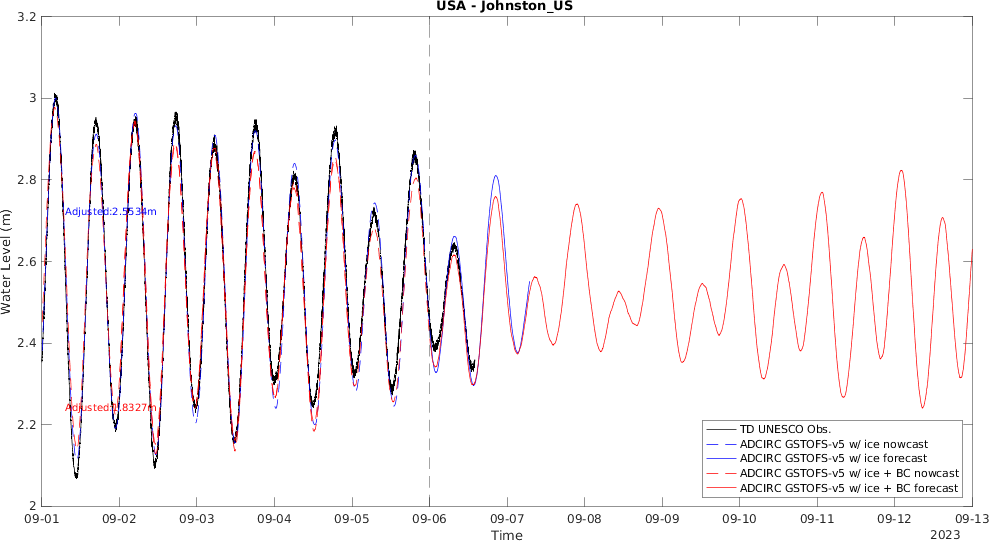 USA - Johnston_US
3.2
3
2.8
2.6
2.4
2.2
2
Water Level (m)
Adjusted:2.5534m
TD UNESCO Obs.
ADCIRC GSTOFS-v5 w/ ice nowcast
ADCIRC GSTOFS-v5 w/ ice forecast
ADCIRC GSTOFS-v5 w/ ice + BC nowcast
ADCIRC GSTOFS-v5 w/ ice + BC forecast
09-01 09-02 09-03 09-04 09-05 09-06 09-07 09-08 09-09 09-10 09-11 09-12 09-13
Time
2023